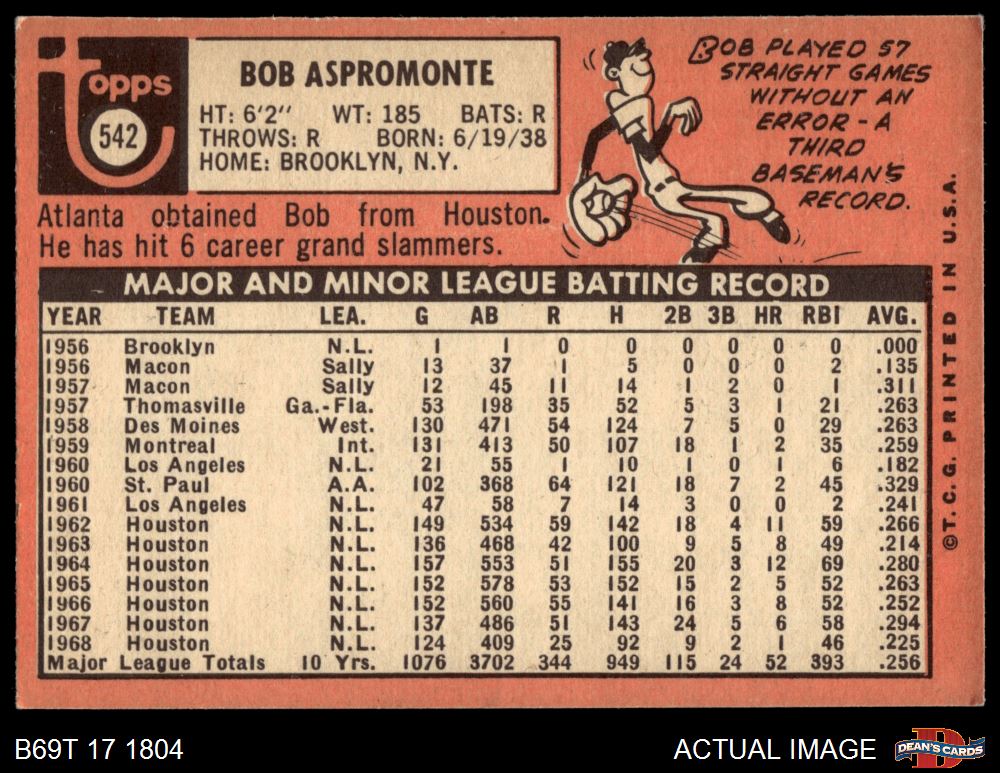 Topps
542
BOB ASPROMONTE
HT: 6'2" WT: 185 BATS: R
THROWS: R BORN: 6/19/38
HOME: BROOKLYN, N.Y.
BOB PLAYED 57
STRAIGHT GAMES
WITHOUT AN
ERROR - A
THIRD
BASEMAN'S
RECORD.
Atlanta obtained Bob from Houston.
He has hit 6 career grand slammers.
MAJOR AND MINOR LEAGUE BATTING RECORD
YEAR TEAM LEA. G AB R H 2B 3B HR RBI AVG.
1956 Brooklyn N.L. 1 1 0 0 0 0 0 0 .000
1956 Macon Sally 13 37 1 5 0 0 0 2 .135
1957 Macon Sally 12 45 11 14 1 2 0 1 .311
1957 Thomasville Ga.-Fla. 53 198 35 52 5 3 1 21 .263
1958 Des Moines West. 130 471 54 124 7 5 0 29 .263
1959 Montreal Int. 131 413 50 107 18 1 2 35 .259
1960 Los Angeles N.L. 21 55 1 10 1 0 1 6 .182
1960 St. Paul A.A. 102 368 64 121 18 7 2 45 .329
1961 Los Angeles N.L. 47 58 7 14 3 0 0 2 .241
1962 Houston N.L. 149 534 59 142 18 4 11 59 .266
1963 Houston N.L. 136 468 42 100 9 5 8 49 .214
1964 Houston N.L. 157 553 51 155 20 3 12 69 .280
1965 Houston N.L. 152 578 53 152 15 2 5 52 .263
1966 Houston N.L. 152 560 55 141 16 3 8 52 .252
1967 Houston N.L. 137 486 51 143 24 5 6 58 .294
1968 Houston N.L. 124 409 25 92 9 2 1 46 .225
Major League Totals 10 Yrs. 1076 3702 344 949 115 24 52 393 .256
©T.C.G. PRINTED IN U.S.A.
B69T 17 1804
ACTUAL IMAGE
D
DEAN'S CARDS